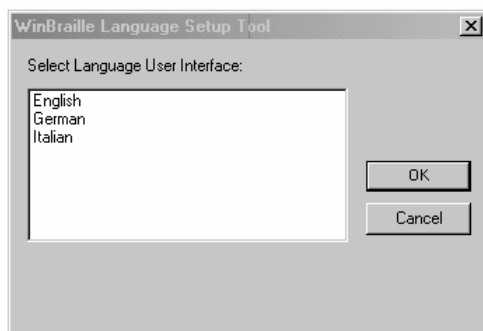 WinBraille Language Setup Tool
Select Language User Interface:
English
German
Italian
OK
Cancel